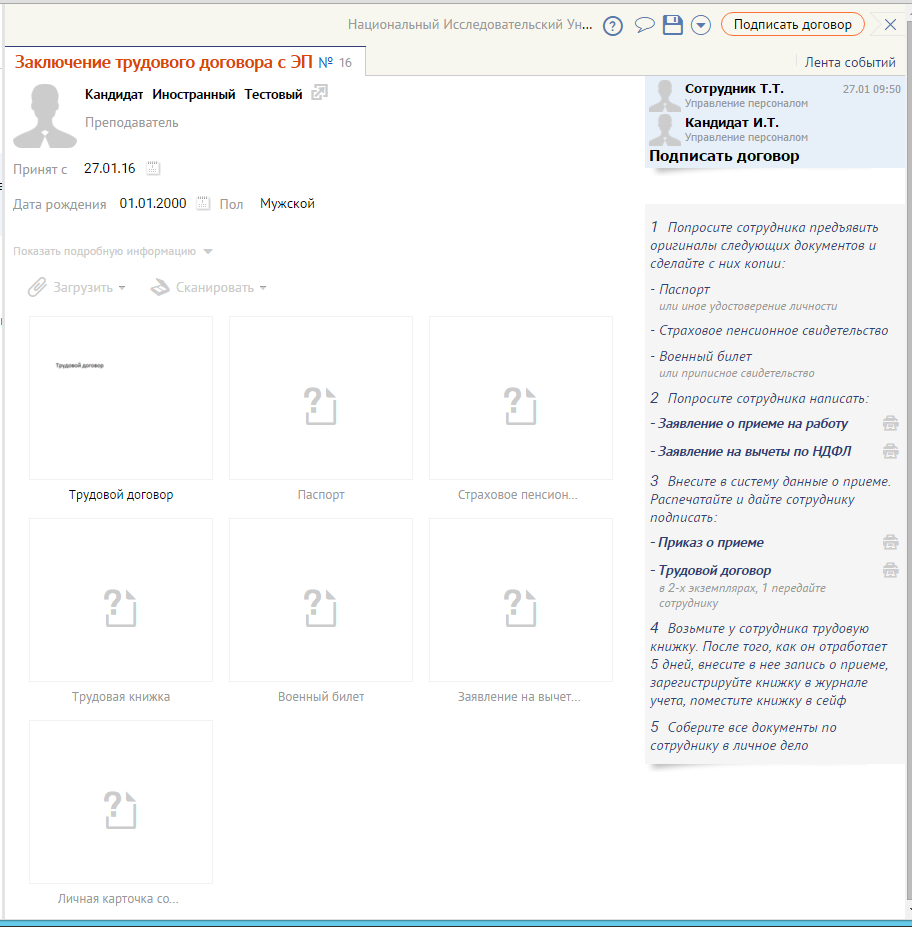 Национальный Исследовательский Ун...
?
Подписать договор
Заключение трудового договора с ЭП № 16
Лента событий
Кандидат Иностранный Тестовый
Преподаватель
Принят с 27.01.16
Дата рождения 01.01.2000 Пол Мужской
Показать подробную информацию
Загрузить Сканировать
Трудовой договор
Трудовой договор
Паспорт
Страховое пенсион...
Трудовая книжка
Военный билет
Заявление на вычет...
Личная карточка со...
Сотрудник Т.Т. 27.01 09:50
Управление персоналом
Кандидат И.Т.
Управление персоналом
Подписать договор
1 Попросите сотрудника предъявить
оригиналы следующих документов и
сделайте с них копии:
- Паспорт
или иное удостоверение личности
- Страховое пенсионное свидетельство
- Военный билет
или приписное свидетельство
2 Попросите сотрудника написать:
- Заявление о приеме на работу
- Заявление на вычеты по НДФЛ
3 Внесите в систему данные о приеме.
Распечатайте и дайте сотруднику
подписать:
- Приказ о приеме
- Трудовой договор
в 2-х экземплярах, 1 передайте
сотруднику
4 Возьмите у сотрудника трудовую
книжку. После того, как он отработает
5 дней, внесите в нее запись о приеме,
зарегистрируйте книжку в журнале
учета, поместите книжку в сейф
5 Соберите все документы по
сотруднику в личное дело